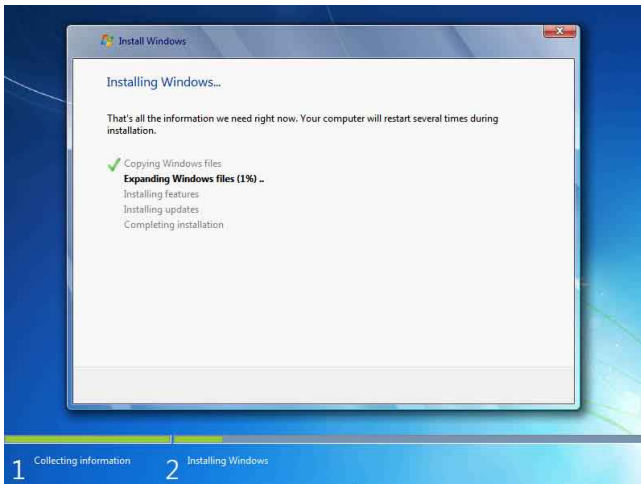 Install Windows
Installing Windows...
That's all the information we need right now. Your computer will restart several times during
installation.
Copying Windows files
Expanding Windows files (1%) ..
Installing features
Installing updates
Completing installation
1 Collecting information
2 Installing Windows